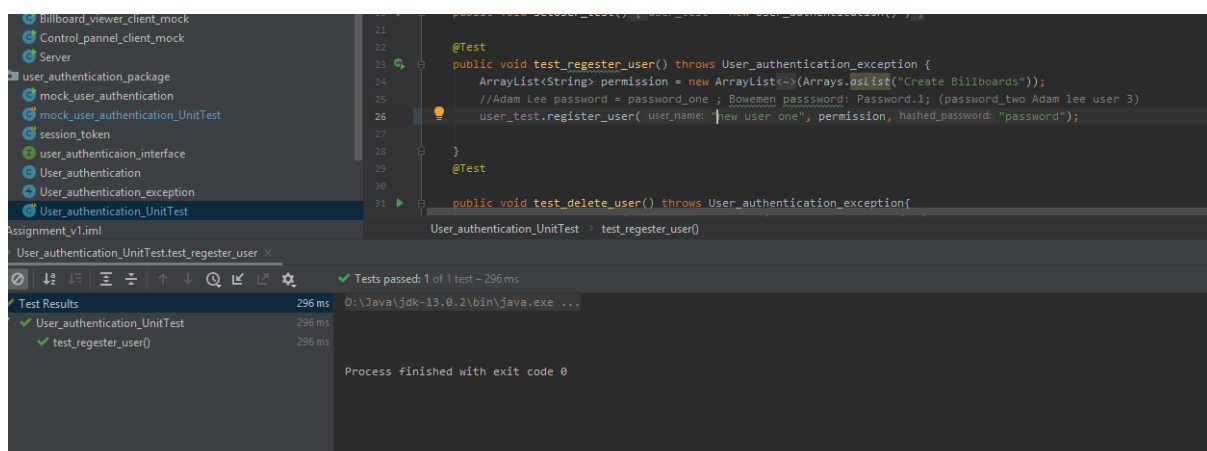 Billboard_viewer_client_mock
Control_pannel_client_mock
Server
user_authentication_package
mock_user_authentication
mock_user_authentication_UnitTest
session_token
user_authenticaion_interface
User_authentication
User_authentication_exception
User_authentication_UnitTest
Assignment_v1.iml
21
22 @Test
23 public void test_regester_user() throws User_authentication_exception {
24 ArrayList<String> permission = new ArrayList<~>(Arrays.asList("Create Billboards"));
25 //Adam Lee password = password_one ; Bowemen passsword: Password.1; (password_two Adam lee user 3)
26 user_test.register_user( user_name: "new user one", permission, hashed_password: "password");
27
28 }
29 @Test
30
31 public void test_delete_user() throws User_authentication_exception{
User_authentication_UnitTest > test_regester_user()
User_authentication_UnitTest.test_regester_user ×
Tests passed: 1 of 1 test – 296 ms
Test Results 296 ms
User_authentication_UnitTest 296 ms
test_regester_user() 296 ms
O:\Java\jdk-13.0.2\bin\java.exe ...
Process finished with exit code 0